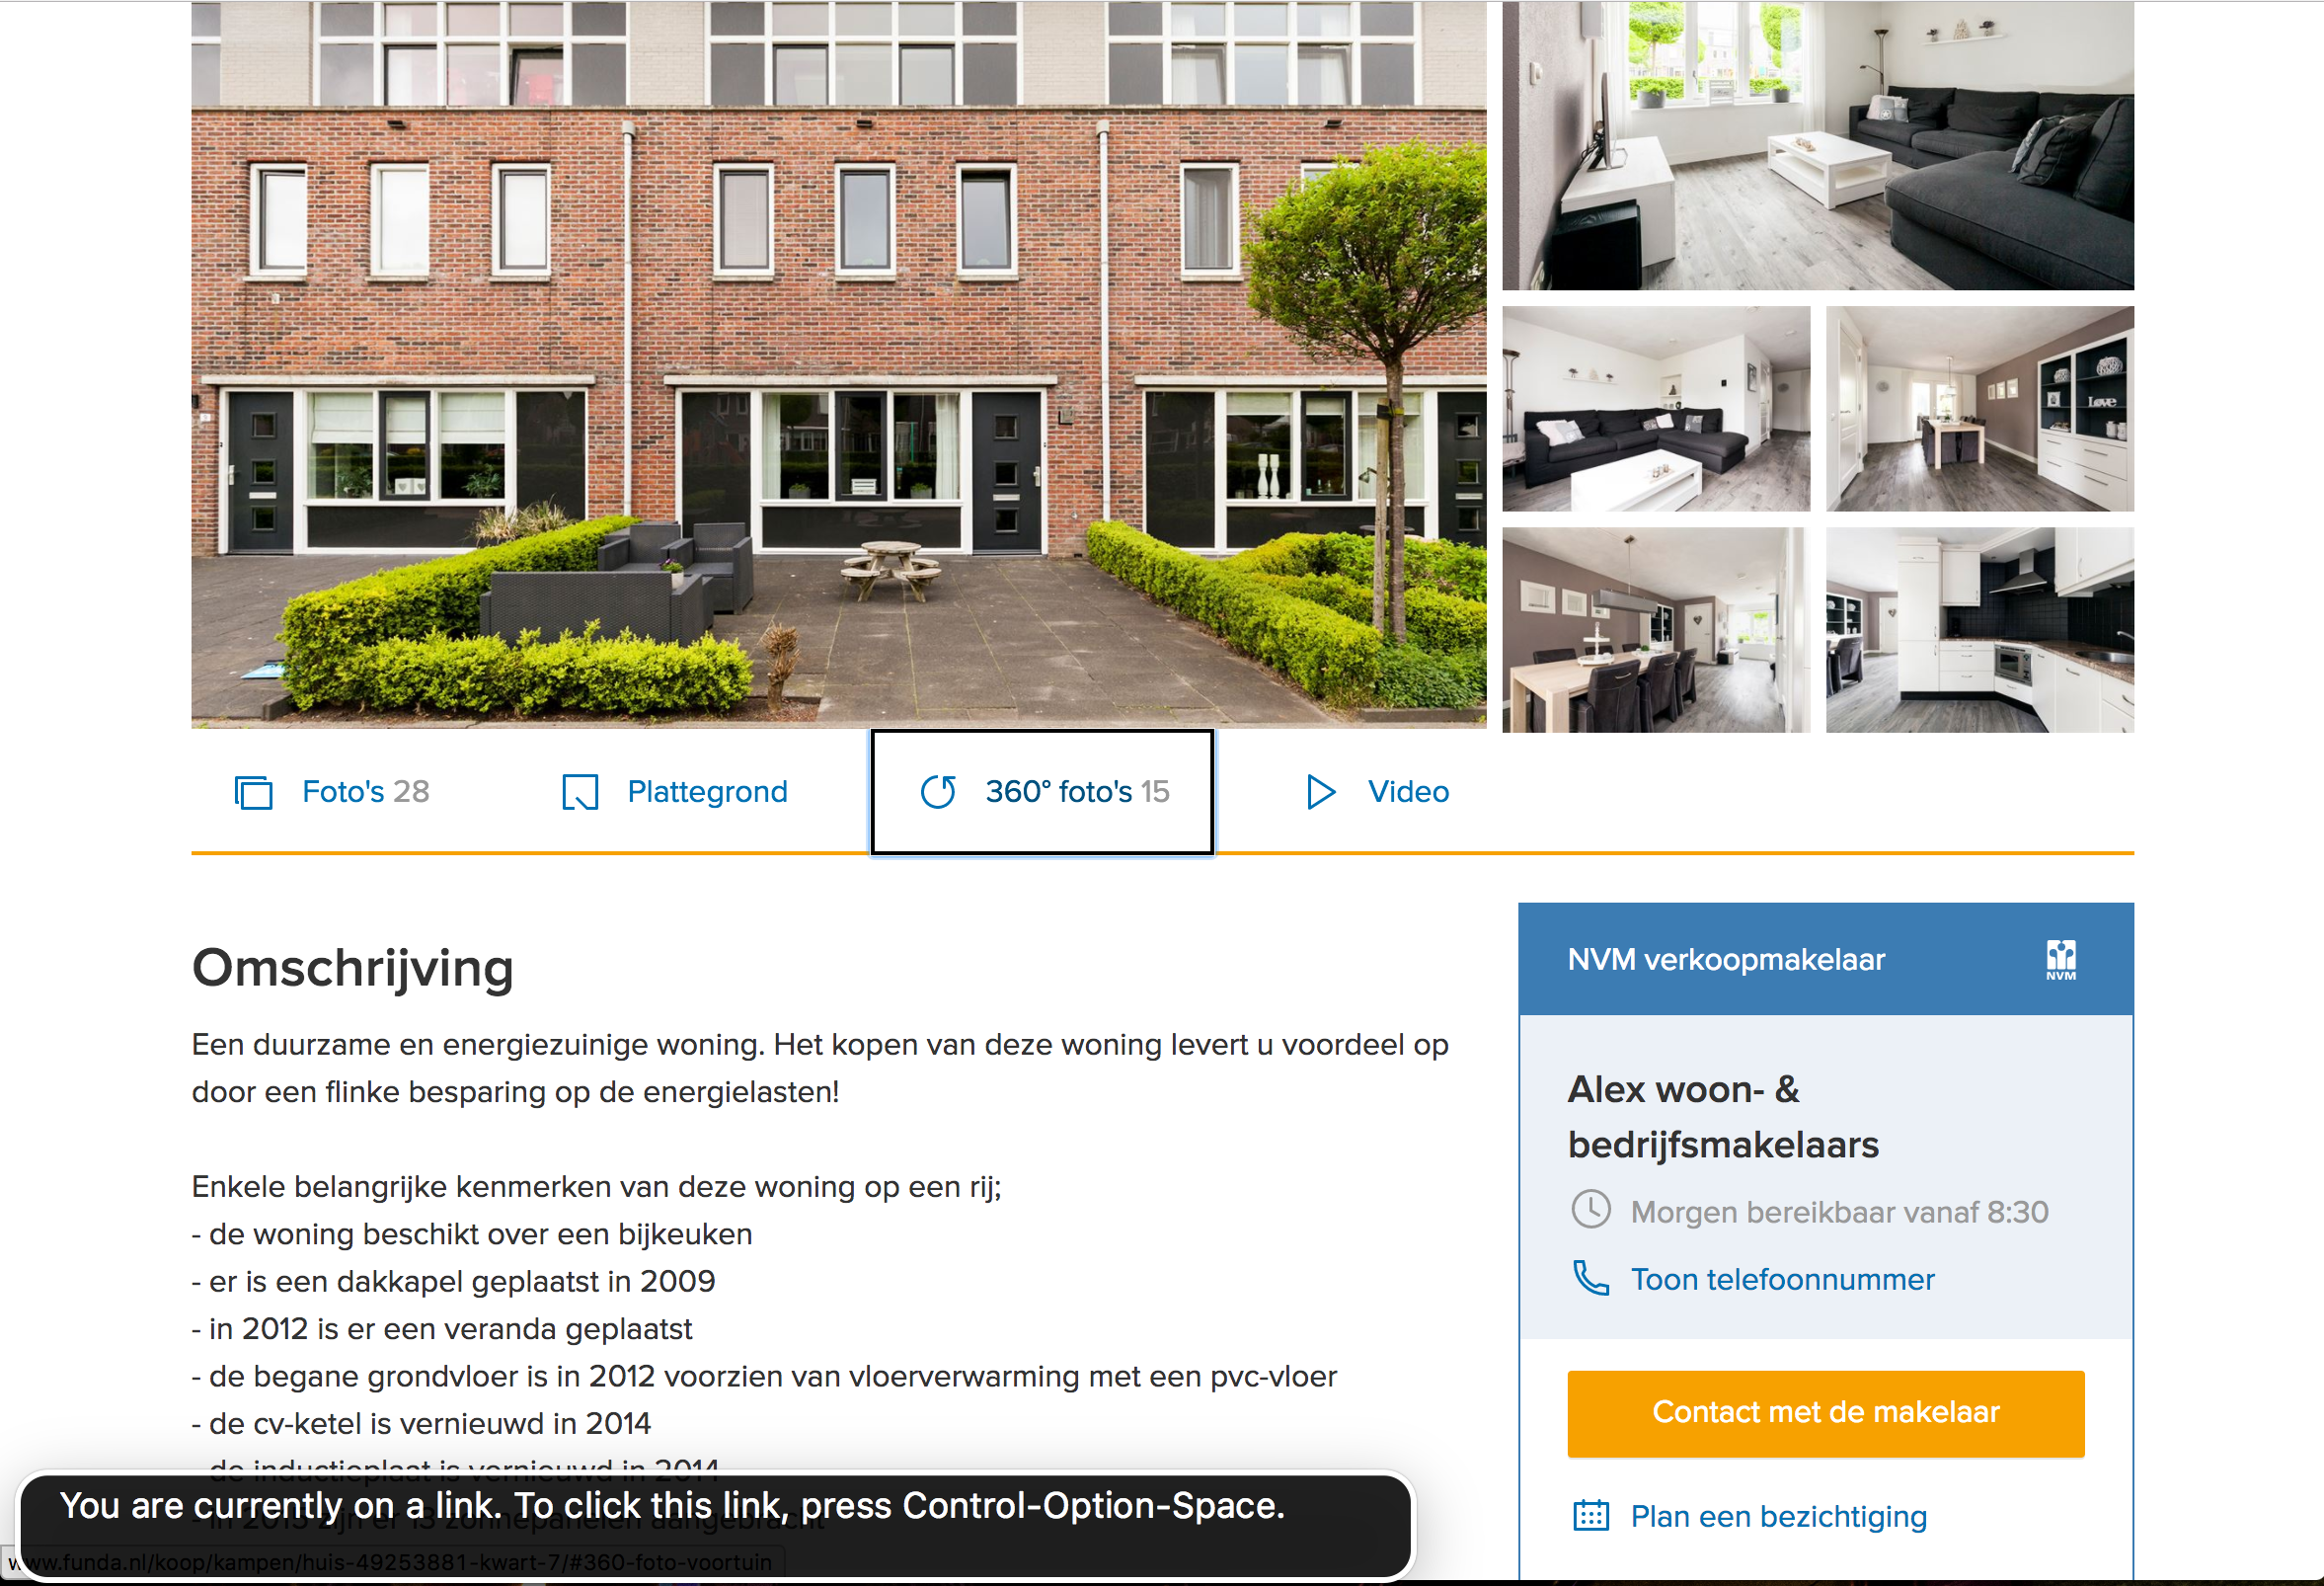 Love
Foto's 28
Plattegrond
360° foto's 15
Video
Omschrijving
Een duurzame en energiezuinige woning. Het kopen van deze woning levert u voordeel op
door een flinke besparing op de energielasten!
Enkele belangrijke kenmerken van deze woning op een rij;
- de woning beschikt over een bijkeuken
- er is een dakkapel geplaatst in 2009
- in 2012 is er een veranda geplaatst
- de begane grondvloer is in 2012 voorzien van vloerverwarming met een pvc-vloer
- de cv-ketel is vernieuwd in 2014
- de inductieplaat is vernieuwd in 2014
- in 2015 zijn er 13 zonnepanelen aangebracht
You are currently on a link. To click this link, press Control-Option-Space.
www.funda.nl/koop/kampen/huis-49253881-kwart-7/#360-foto-voortuin
NVM verkoopmakelaar
NVM
Alex woon- &
bedrijfsmakelaars
Morgen bereikbaar vanaf 8:30
Toon telefoonnummer
Contact met de makelaar
Plan een bezichtiging